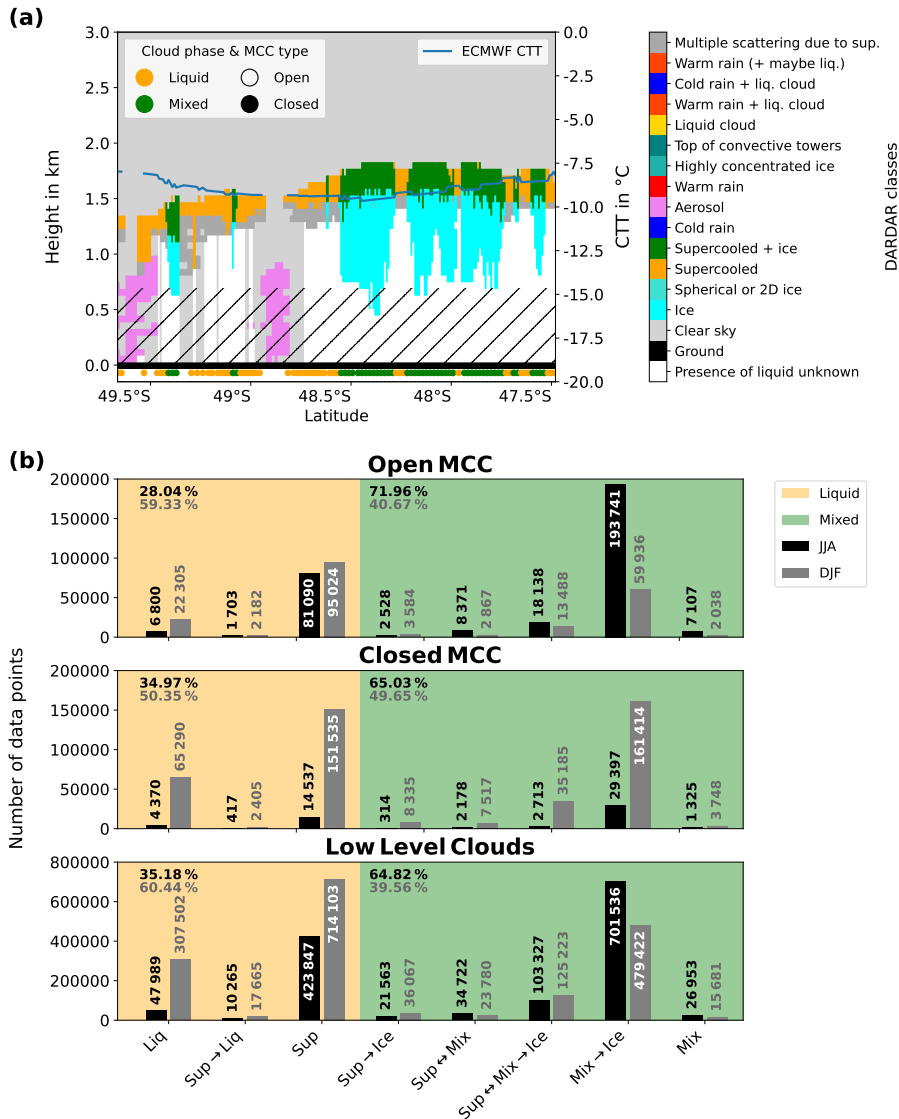 (a)
3.0
2.5
2.0
1.5
1.0
0.5
0.0
Height in km
Cloud phase & MCC type
Liquid
Open
Mixed
Closed
ECMWF CTT
0.0
-2.5
-5.0
-7.5
-10.0
-12.5
-15.0
-17.5
-20.0
CTT in °C
49.5°S
49°S
48.5°S
48°S
47.5°S
Latitude
Multiple scattering due to sup.
Warm rain (+ maybe liq.)
Cold rain + liq. cloud
Warm rain + liq. cloud
Liquid cloud
Top of convective towers
Highly concentrated ice
Warm rain
Aerosol
Cold rain
Supercooled + ice
Supercooled
Spherical or 2D ice
Ice
Clear sky
Ground
Presence of liquid unknown
DARDAR classes
(b)
Open MCC
200000
150000
100000
50000
0
28.04 %
59.33 %
71.96 %
40.67 %
6 800
22 305
1 703
2 182
81 090
95 024
2 528
3 584
8 371
2 867
18 138
13 488
193 741
59 936
7 107
2 038
Liquid
Mixed
JJA
DJF
Closed MCC
200000
150000
100000
50000
0
34.97 %
50.35 %
65.03 %
49.65 %
4 370
65 290
417
2 405
14 537
151 535
314
8 335
2 178
7 517
2 713
35 185
29 397
161 414
1 325
3 748
Number of data points
Low Level Clouds
800000
600000
400000
200000
0
35.18 %
60.44 %
64.82 %
39.56 %
47 989
307 502
10 265
17 665
423 847
714 103
21 563
36 067
34 722
23 780
103 327
125 223
701 536
479 422
26 953
15 681
Liq
Sup→Liq
Sup
Sup→Ice
Sup↔Mix
Sup↔Mix→Ice
Mix→Ice
Mix